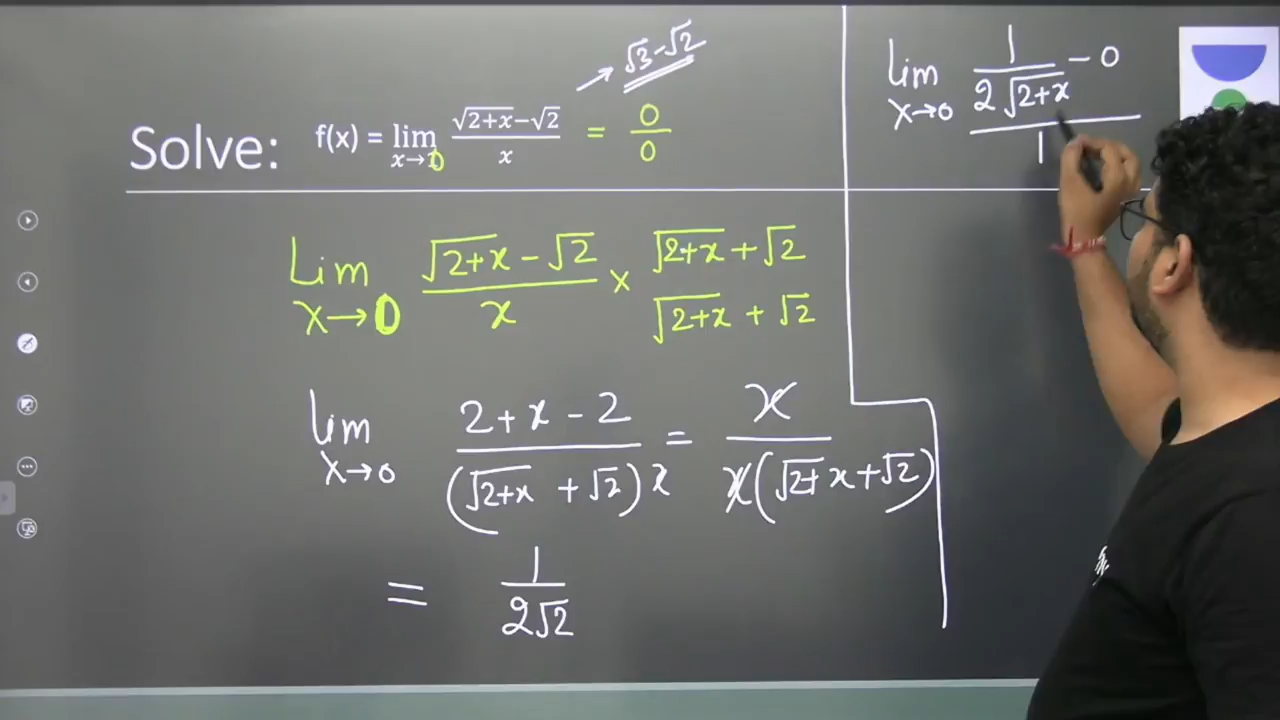 Solve: f(x) = lim x→0 (√2+x − √2)/x = 0/0 → √3 − √2
Lim x→0 (√2+x − √2)/x × (√2+x + √2)/(√2+x + √2)
lim x→0 (2 + x − 2)/((√2+x + √2) x) = x/(x(√2+x + √2))
= 1/(2√2)
lim x→0 (1/(2√2+x) − 0)/1